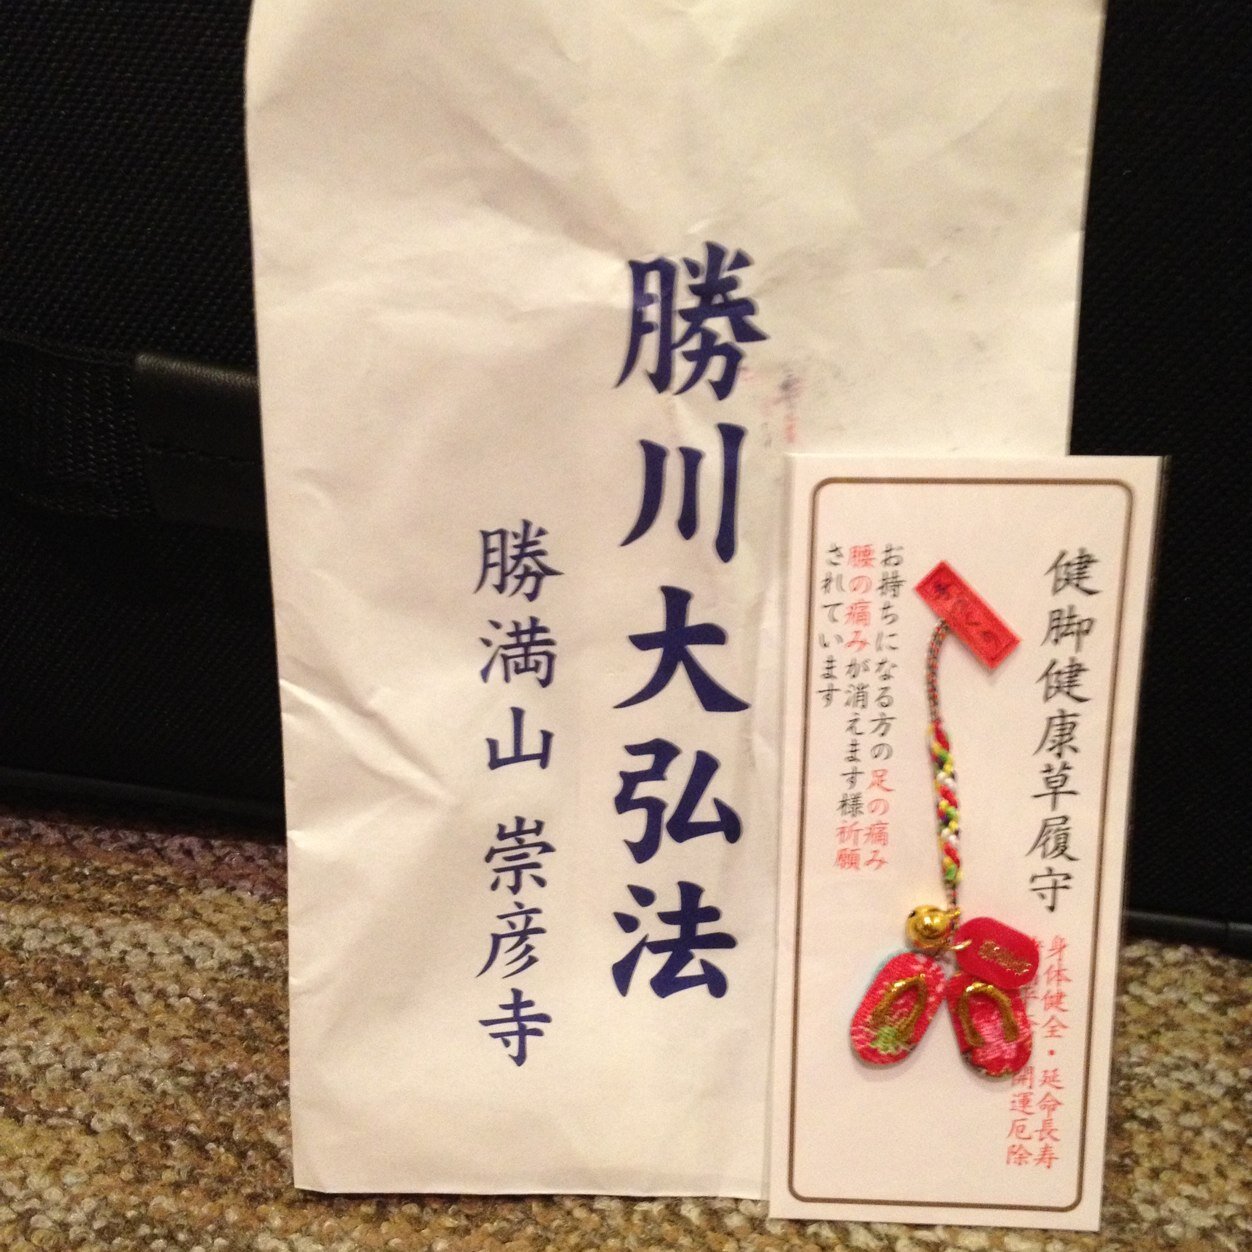 勝川大弘法
勝満山 崇彦寺
健脚健康草履守
身体健全・延命長寿
開運厄除
お持ちになる方の足の痛み
腰の痛みが消えます様祈願
されています